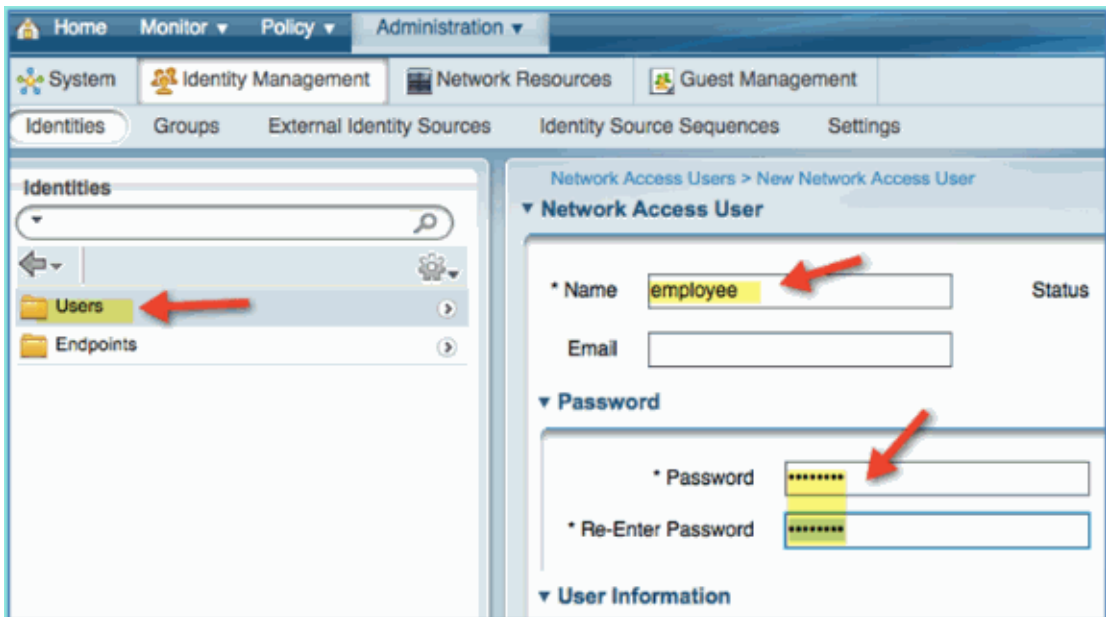 Home Monitor ▾ Policy ▾ Administration ▾
System Identity Management Network Resources Guest Management
Identities Groups External Identity Sources Identity Source Sequences Settings
Identities
Users
Endpoints
Network Access Users > New Network Access User
▼ Network Access User
* Name employee Status
Email
▼ Password
* Password ••••••••
* Re-Enter Password ••••••••
▼ User Information